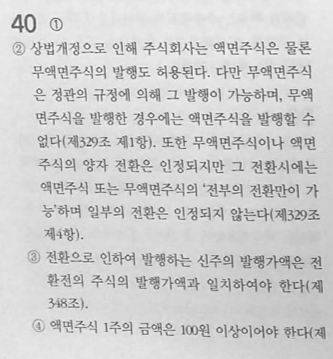 40 ①
② 상법개정으로 인해 주식회사는 액면주식은 물론
무액면주식의 발행도 허용된다. 다만 무액면주식
은 정관의 규정에 의해 그 발행이 가능하며, 무액
면주식을 발행한 경우에는 액면주식을 발행할 수
없다(제329조 제1항). 또한 무액면주식이나 액면
주식의 양자 전환은 인정되지만 그 전환시에는
액면주식 또는 무액면주식의 ‘전부의 전환만이 가
능’하며 일부의 전환은 인정되지 않는다(제329조
제4항).
③ 전환으로 인하여 발행하는 신주의 발행가액은 전
환전의 주식의 발행가액과 일치하여야 한다(제
348조).
④ 액면주식 1주의 금액은 100원 이상이어야 한다(제